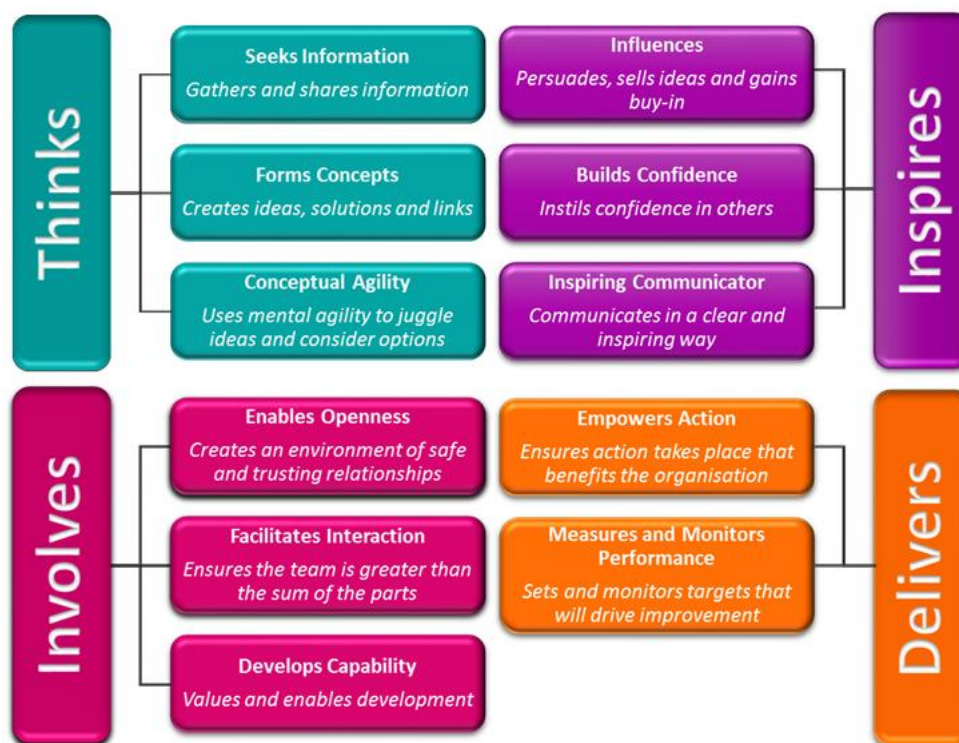 Thinks
Seeks Information
Gathers and shares information
Forms Concepts
Creates ideas, solutions and links
Conceptual Agility
Uses mental agility to juggle
ideas and consider options
Influences
Persuades, sells ideas and gains
buy-in
Builds Confidence
Instils confidence in others
Inspiring Communicator
Communicates in a clear and
inspiring way
Inspires
Involves
Enables Openness
Creates an environment of safe
and trusting relationships
Facilitates Interaction
Ensures the team is greater than
the sum of the parts
Develops Capability
Values and enables development
Empowers Action
Ensures action takes place that
benefits the organisation
Measures and Monitors
Performance
Sets and monitors targets that
will drive improvement
Delivers